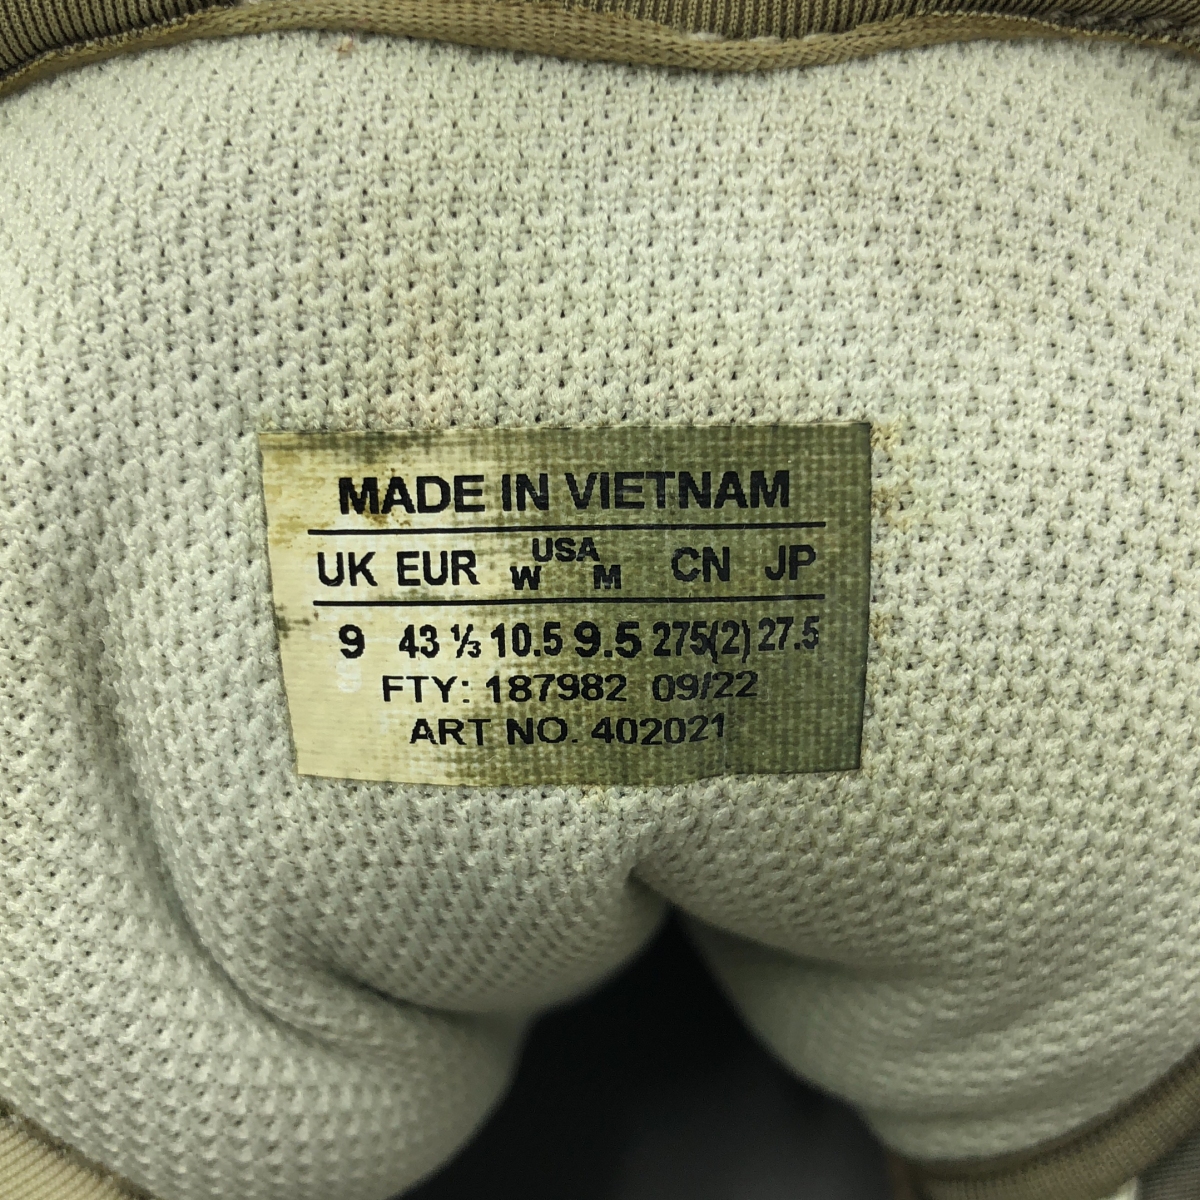 MADE IN VIETNAM
UK EUR USA W M CN JP
9 43 ⅓ 10.5 9.5 275(2) 27.5
FTY: 187982 09/22
ART NO. 402021